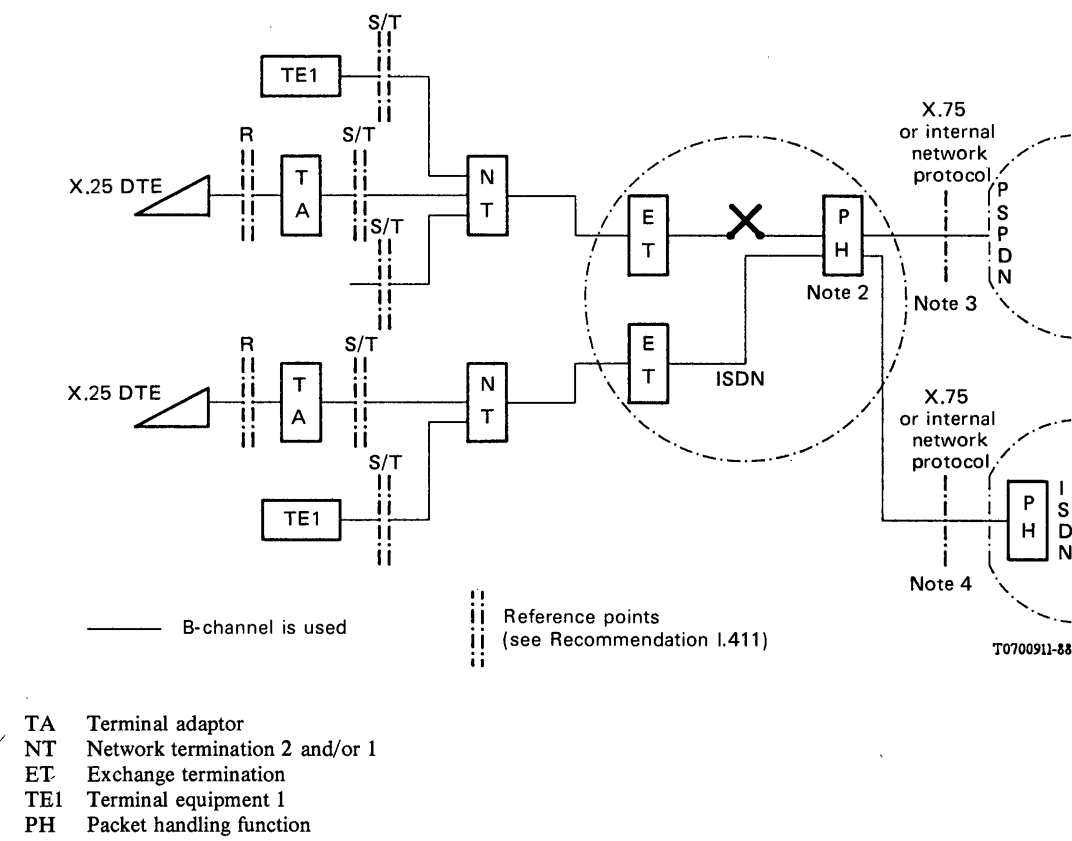 S/T
TE1
X.75
or internal
network
protocol
R
S/T
X.25 DTE
T
A
N
T
S/T
E
T
P
H
P
S
P
D
N
Note 2
Note 3
R
S/T
X.25 DTE
T
A
N
T
E
T
ISDN
X.75
or internal
network
protocol
S/T
TE1
P
H
I
S
D
N
Note 4
B-channel is used
Reference points
(see Recommendation I.411)
T0700911-88
TA Terminal adaptor
NT Network termination 2 and/or 1
ET Exchange termination
TE1 Terminal equipment 1
PH Packet handling function